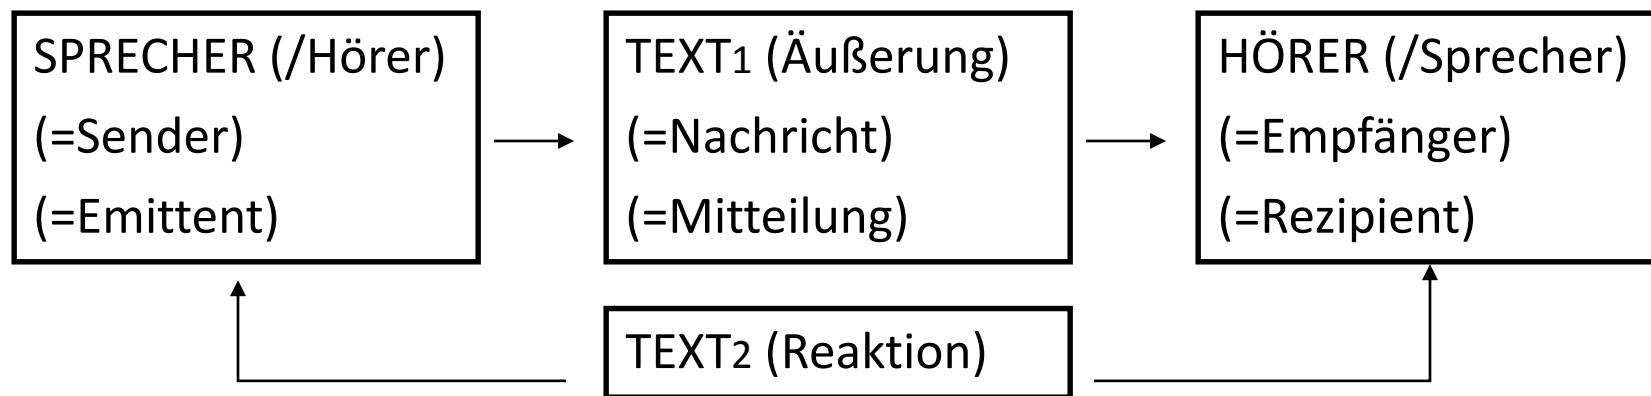 SPRECHER (/Hörer)
(=Sender)
(=Emittent)
TEXT1 (Äußerung)
(=Nachricht)
(=Mitteilung)
HÖRER (/Sprecher)
(=Empfänger)
(=Rezipient)
TEXT2 (Reaktion)